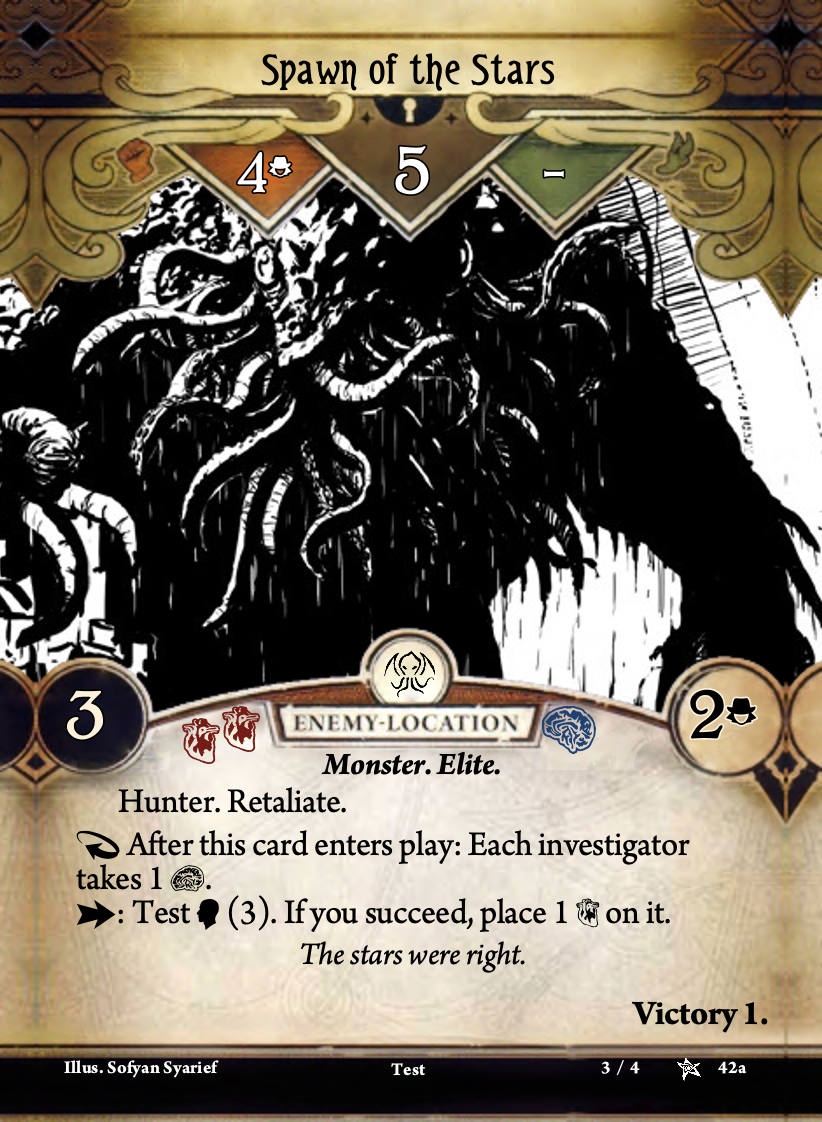 Spawn of the Stars
4 5 –
3 2
ENEMY-LOCATION
Monster. Elite.
Hunter. Retaliate.
After this card enters play: Each investigator
takes 1 .
: Test (3). If you succeed, place 1 on it.
The stars were right.
Victory 1.
Illus. Sofyan Syarief Test 3 / 4 42a